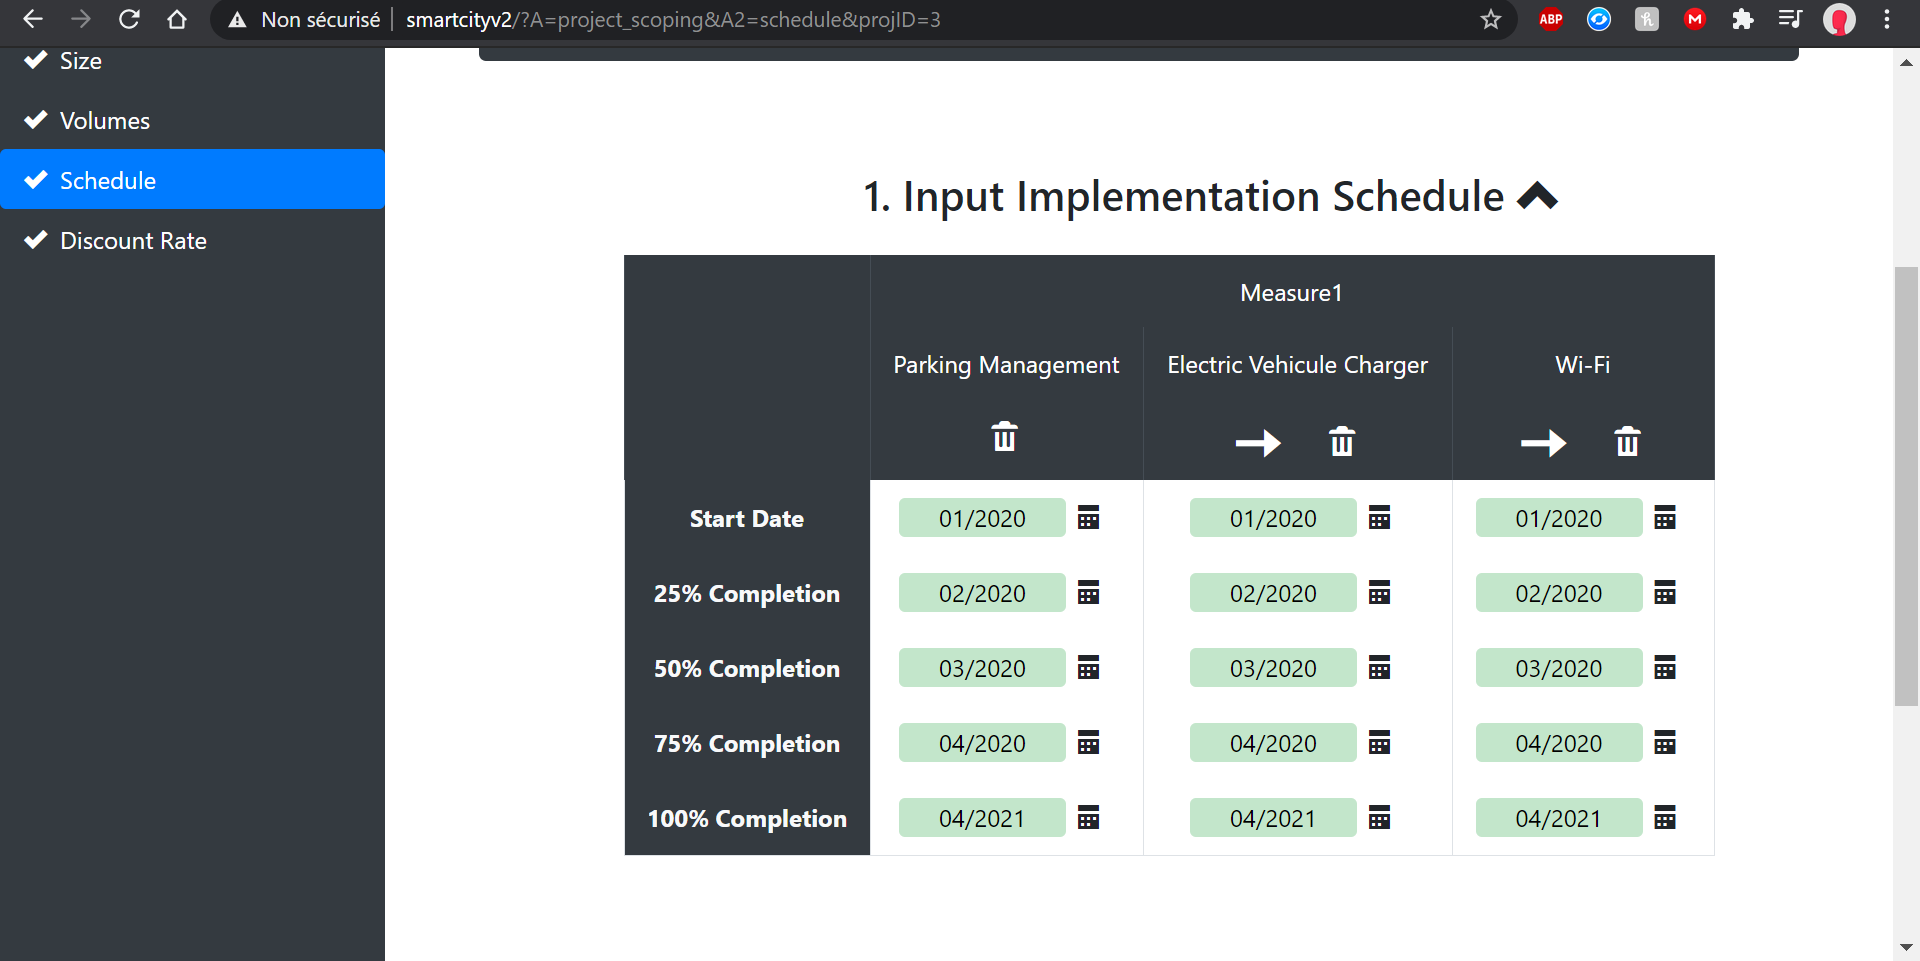 Non sécurisé | smartcityv2/?A=project_scoping&A2=schedule&projID=3
ABP
M
Size
Volumes
Schedule
Discount Rate
1. Input Implementation Schedule
Measure1
Parking Management Electric Vehicule Charger Wi-Fi
Start Date 01/2020 01/2020 01/2020
25% Completion 02/2020 02/2020 02/2020
50% Completion 03/2020 03/2020 03/2020
75% Completion 04/2020 04/2020 04/2020
100% Completion 04/2021 04/2021 04/2021